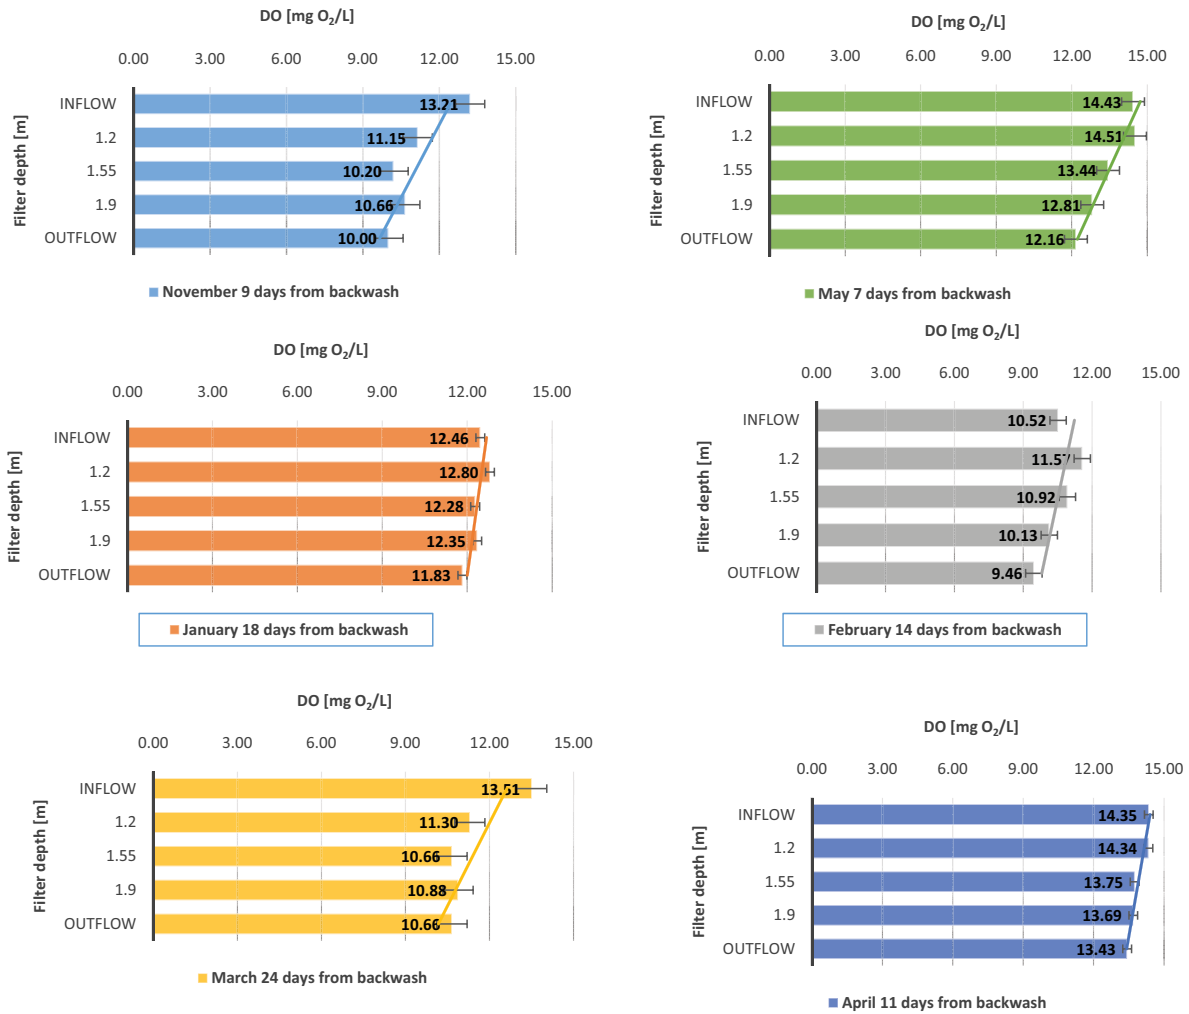 DO [mg O₂/L]
0.00 3.00 6.00 9.00 12.00 15.00
Filter depth [m]
INFLOW 13.21
1.2 11.15
1.55 10.20
1.9 10.66
OUTFLOW 10.00
November 9 days from backwash
DO [mg O₂/L]
0.00 3.00 6.00 9.00 12.00 15.00
Filter depth [m]
INFLOW 14.43
1.2 14.51
1.55 13.44
1.9 12.81
OUTFLOW 12.16
May 7 days from backwash
DO [mg O₂/L]
0.00 3.00 6.00 9.00 12.00 15.00
Filter depth [m]
INFLOW 12.46
1.2 12.80
1.55 12.28
1.9 12.35
OUTFLOW 11.83
January 18 days from backwash
DO [mg O₂/L]
0.00 3.00 6.00 9.00 12.00 15.00
Filter depth [m]
INFLOW 10.52
1.2 11.57
1.55 10.92
1.9 10.13
OUTFLOW 9.46
February 14 days from backwash
DO [mg O₂/L]
0.00 3.00 6.00 9.00 12.00 15.00
Filter depth [m]
INFLOW 13.51
1.2 11.30
1.55 10.66
1.9 10.88
OUTFLOW 10.66
March 24 days from backwash
DO [mg O₂/L]
0.00 3.00 6.00 9.00 12.00 15.00
Filter depth [m]
INFLOW 14.35
1.2 14.34
1.55 13.75
1.9 13.69
OUTFLOW 13.43
April 11 days from backwash